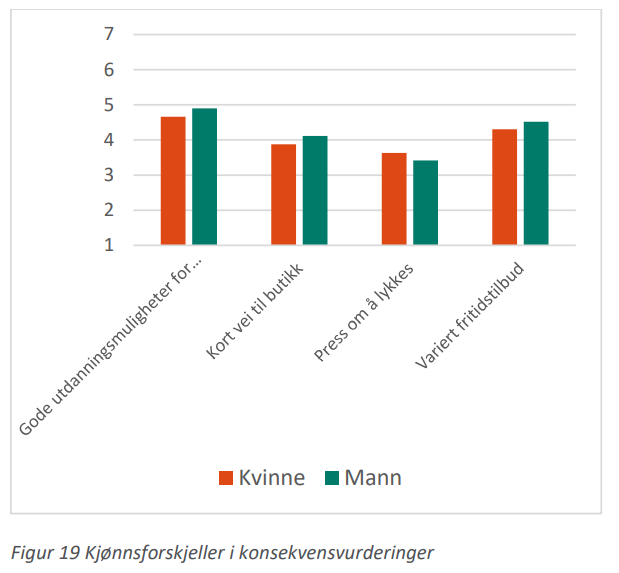 7
6
5
4
3
2
1
Gode utdanningsmuligheter for...
Kort vei til butikk
Press om å lykkes
Variert fritidstilbud
Kvinne Mann
Figur 19 Kjønnsforskjeller i konsekvensvurderinger